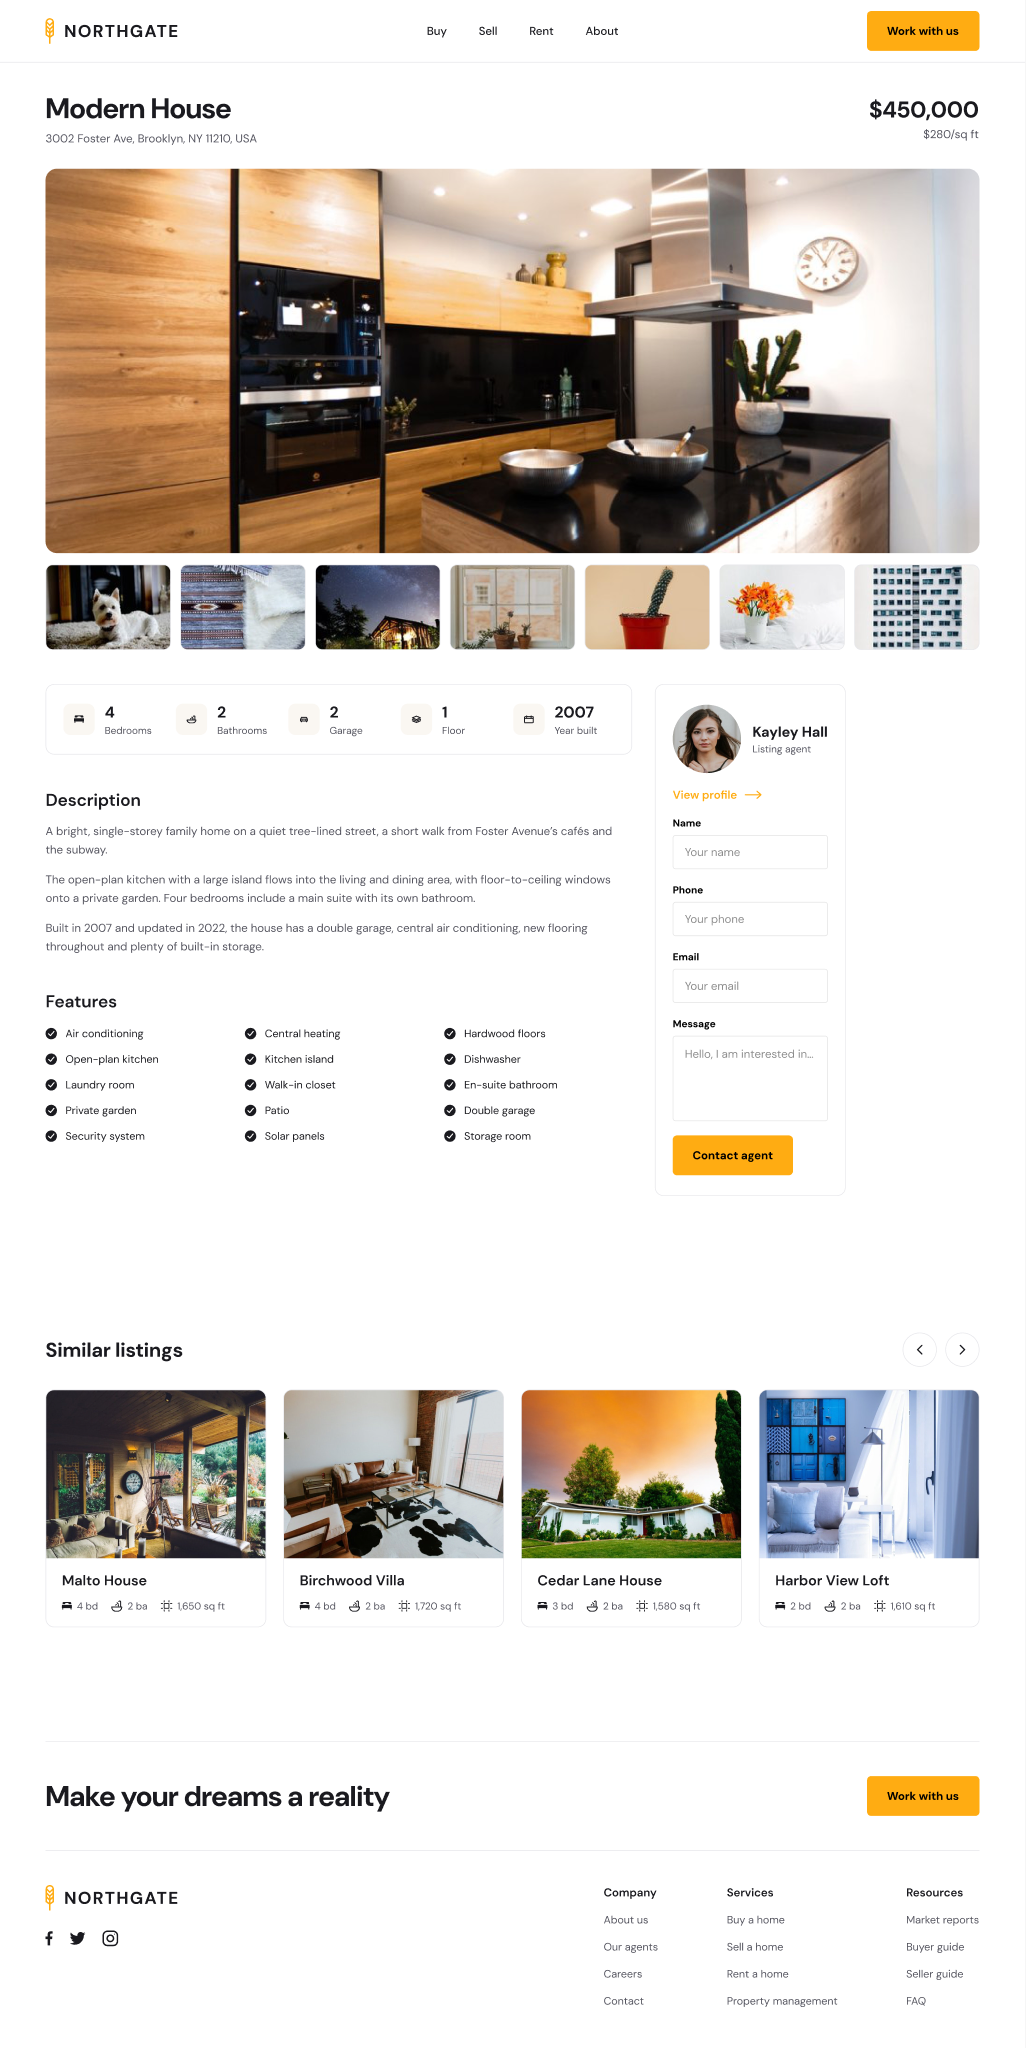 NORTHGATE
Buy
Sell
Rent
About
Work with us
Modern House
3002 Foster Ave, Brooklyn, NY 11210, USA
$450,000
$280/sq ft
4
Bedrooms
2
Bathrooms
2
Garage
1
Floor
2007
Year built
Description
A bright, single-storey family home on a quiet tree-lined street, a short walk from Foster Avenue's cafés and
the subway.
The open-plan kitchen with a large island flows into the living and dining area, with floor-to-ceiling windows
onto a private garden. Four bedrooms include a main suite with its own bathroom.
Built in 2007 and updated in 2022, the house has a double garage, central air conditioning, new flooring
throughout and plenty of built-in storage.
Features
Air conditioning
Central heating
Hardwood floors
Open-plan kitchen
Kitchen island
Dishwasher
Laundry room
Walk-in closet
En-suite bathroom
Private garden
Patio
Double garage
Security system
Solar panels
Storage room
Kayley Hall
Listing agent
View profile
Name
Your name
Phone
Your phone
Email
Your email
Message
Hello, I am interested in...
Contact agent
Similar listings
Malto House
4 bd
2 ba
1,650 sq ft
Birchwood Villa
4 bd
2 ba
1,720 sq ft
Cedar Lane House
3 bd
2 ba
1,580 sq ft
Harbor View Loft
2 bd
2 ba
1,610 sq ft
Make your dreams a reality
Work with us
NORTHGATE
Company
About us
Our agents
Careers
Contact
Services
Buy a home
Sell a home
Rent a home
Property management
Resources
Market reports
Buyer guide
Seller guide
FAQ